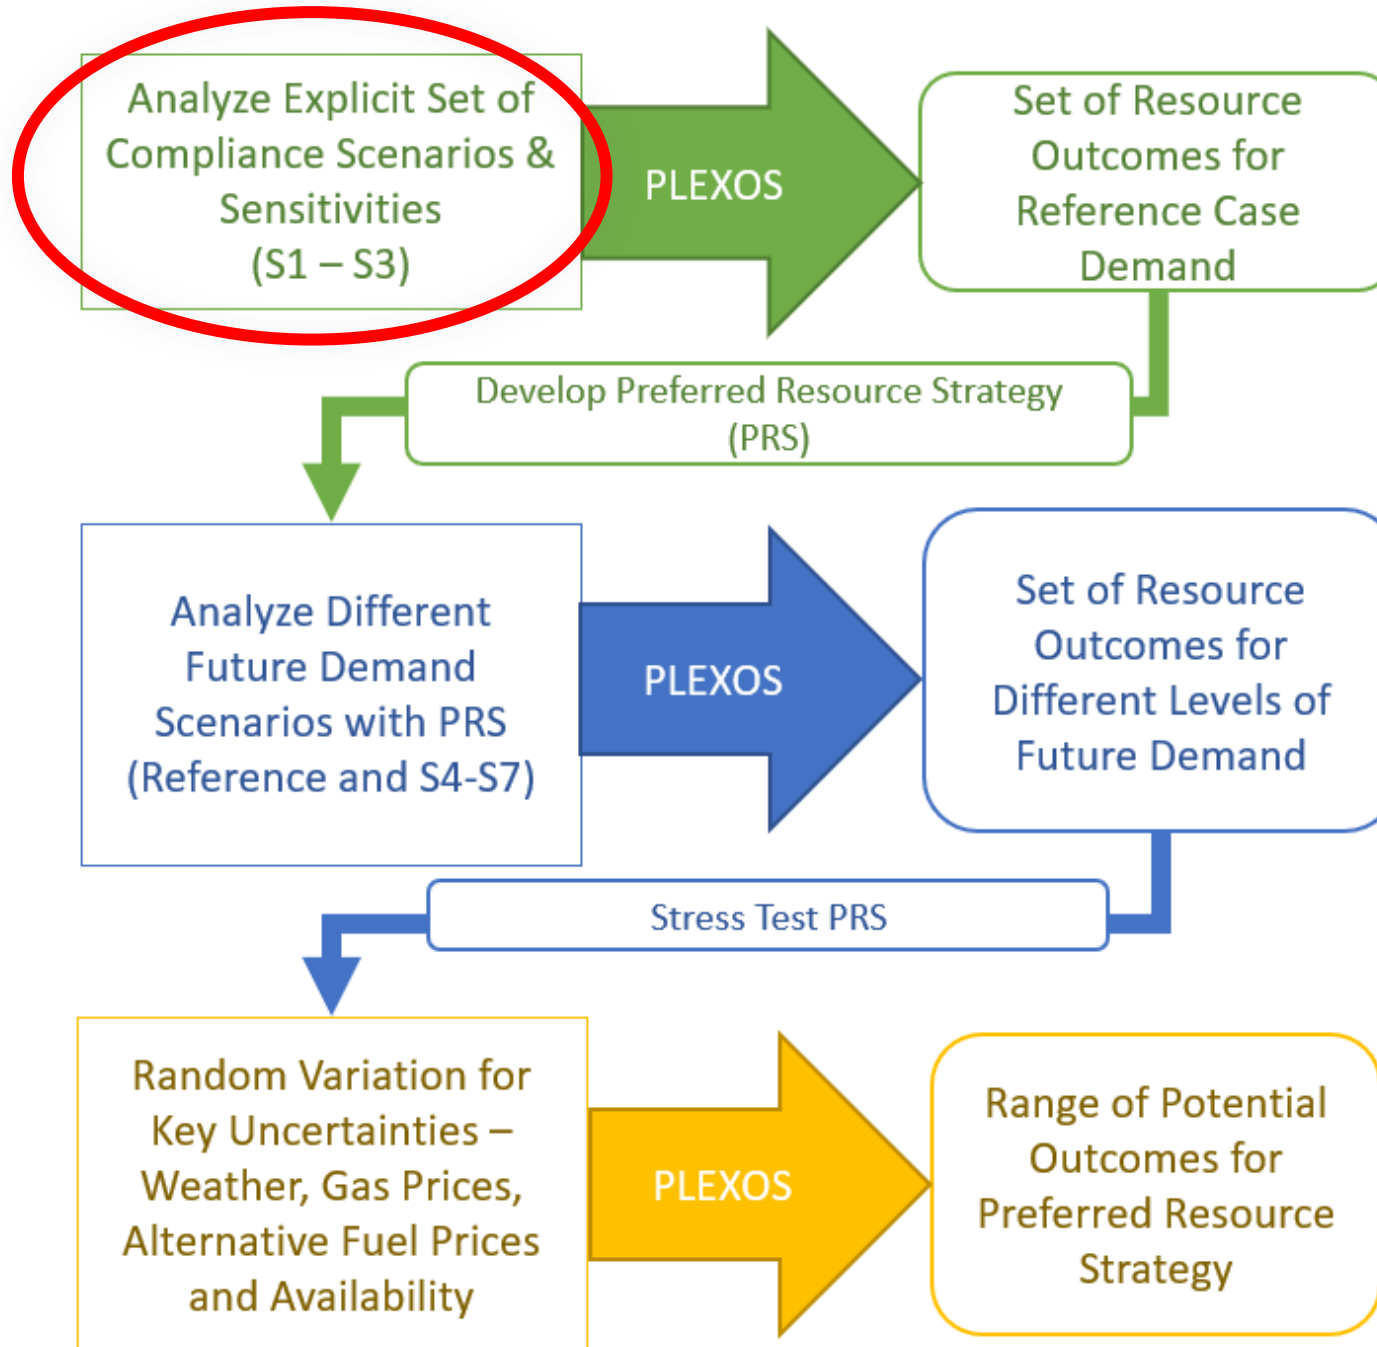 Analyze Explicit Set of
Compliance Scenarios &
Sensitivities
(S1 – S3)
PLEXOS
Set of Resource
Outcomes for
Reference Case
Demand
Develop Preferred Resource Strategy
(PRS)
Analyze Different
Future Demand
Scenarios with PRS
(Reference and S4-S7)
PLEXOS
Set of Resource
Outcomes for
Different Levels of
Future Demand
Stress Test PRS
Random Variation for
Key Uncertainties –
Weather, Gas Prices,
Alternative Fuel Prices
and Availability
PLEXOS
Range of Potential
Outcomes for
Preferred Resource
Strategy